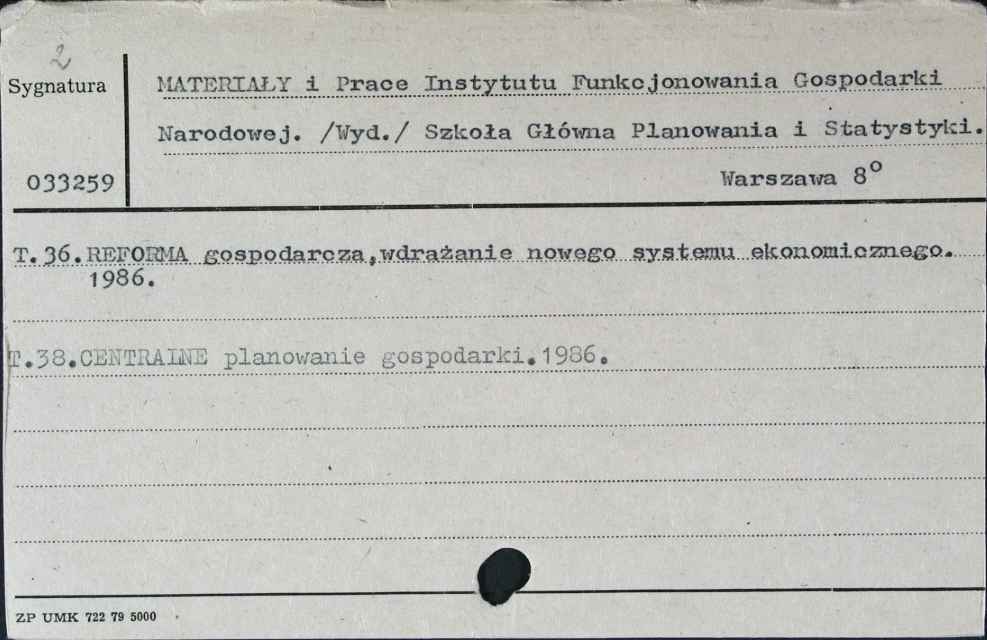 2
Sygnatura
MATERIAŁY i Prace Instytutu Funkcjonowania Gospodarki
Narodowej. /Wyd./ Szkoła Główna Planowania i Statystyki.
033259
Warszawa 8º
T.36.REFORMA gospodarcza,wdrażanie nowego systemu ekonomicznego.
1986.
T.38.CENTRALNE planowanie gospodarki.1986.
ZP UMK 722 79 5000